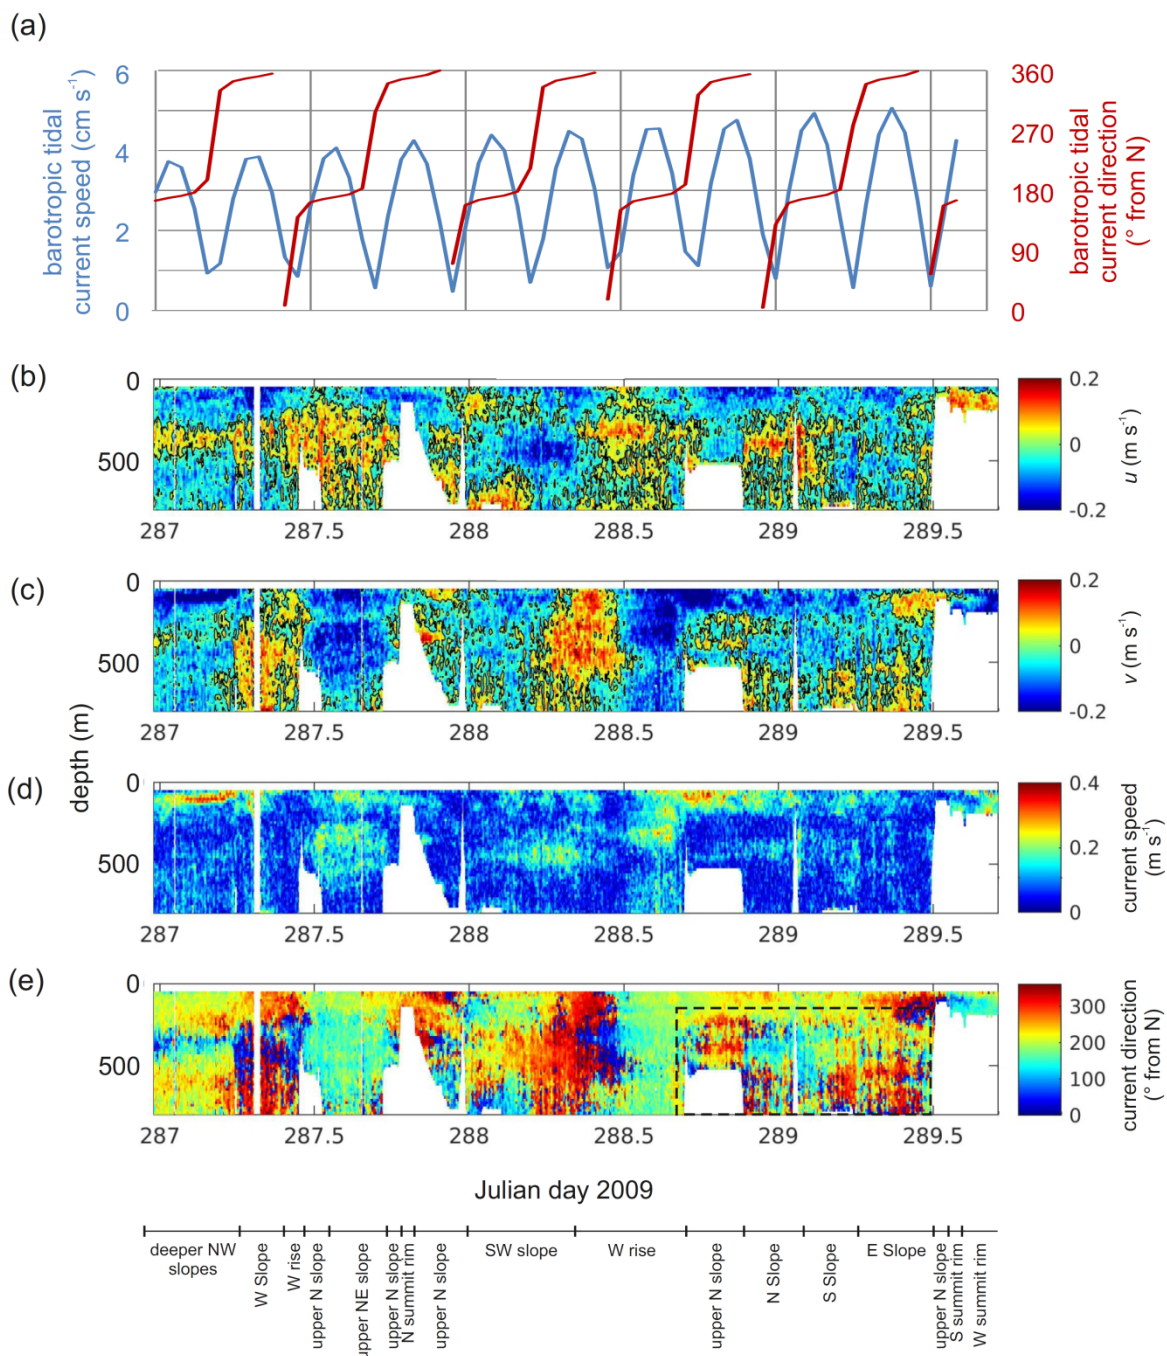 (a)
barotropic tidal
current speed (cm s⁻¹)
6
4
2
0
360
270
180
90
0
barotropic tidal
current direction
(° from N)
(b)
0
500
287
287.5
288
288.5
289
289.5
0.2
0
-0.2
u (m s⁻¹)
(c)
0
500
287
287.5
288
288.5
289
289.5
0.2
0
-0.2
v (m s⁻¹)
depth (m)
(d)
0
500
287
287.5
288
288.5
289
289.5
0.4
0.2
0
current speed
(m s⁻¹)
(e)
0
500
287
287.5
288
288.5
289
289.5
300
200
100
0
current direction
(° from N)
Julian day 2009
deeper NW
slopes
W Slope
W rise
upper N slope
upper NE slope
upper N slope
N summit rim
upper N slope
SW slope
W rise
upper N slope
N Slope
S Slope
E Slope
upper N slope
S summit rim
W summit rim